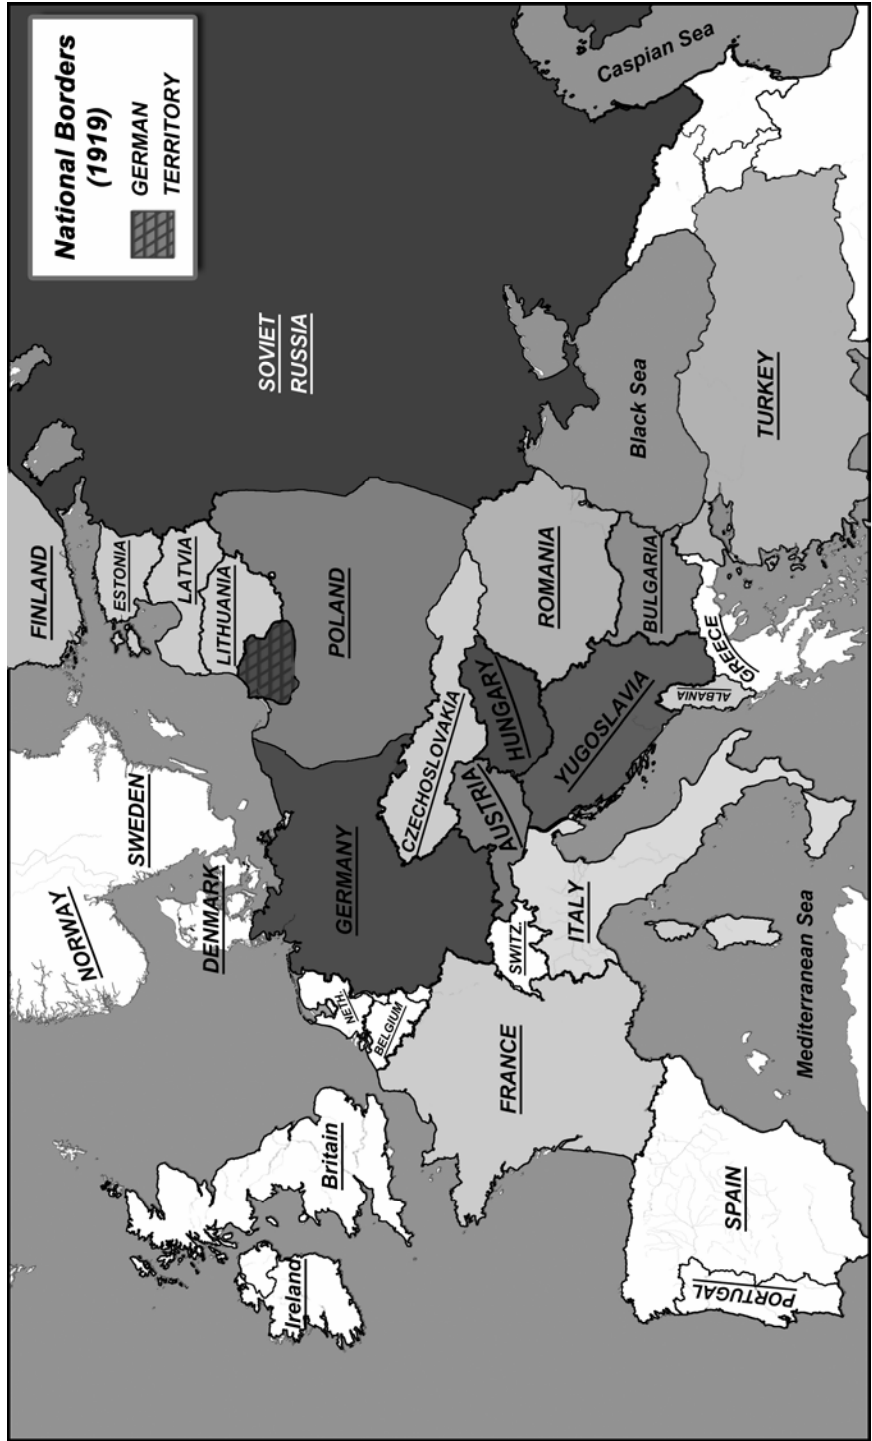 National Borders
(1919)
GERMAN
TERRITORY
NORWAY
SWEDEN
FINLAND
ESTONIA
LATVIA
LITHUANIA
DENMARK
Ireland
Britain
NETH.
BELGIUM
GERMANY
POLAND
SOVIET
RUSSIA
CZECHOSLOVAKIA
FRANCE
SWITZ.
AUSTRIA
HUNGARY
ROMANIA
Caspian Sea
ITALY
YUGOSLAVIA
BULGARIA
Black Sea
PORTUGAL
SPAIN
ALBANIA
GREECE
TURKEY
Mediterranean Sea